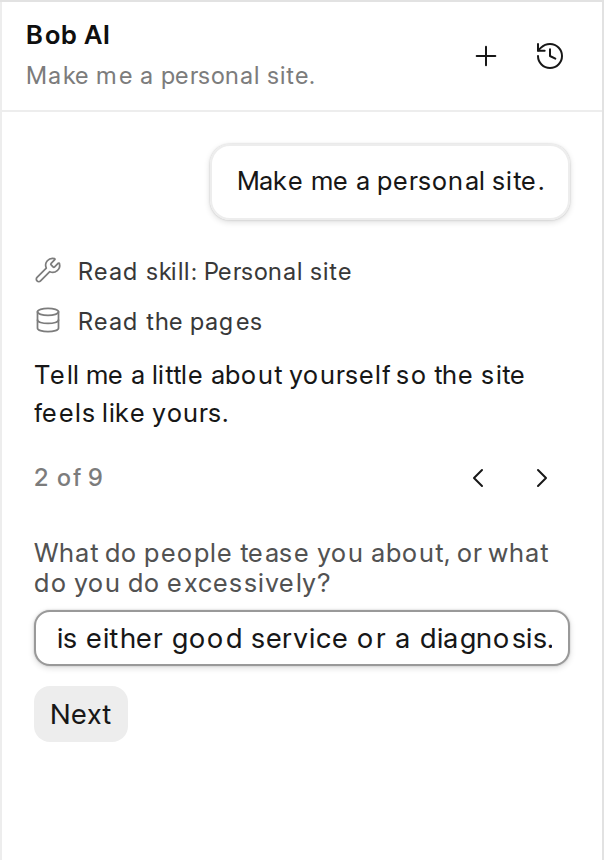 Bob AI
Make me a personal site.
Make me a personal site.
Read skill: Personal site
Read the pages
Tell me a little about yourself so the site
feels like yours.
2 of 9
What do people tease you about, or what
do you do excessively?
is either good service or a diagnosis.
Next